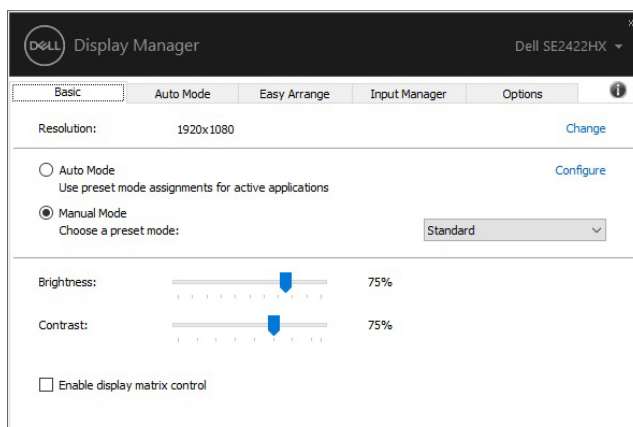 DELL Display Manager Dell SE2422HX
Basic Auto Mode Easy Arrange Input Manager Options
Resolution: 1920x1080 Change
Auto Mode Configure
Use preset mode assignments for active applications
Manual Mode
Choose a preset mode: Standard
Brightness: 75%
Contrast: 75%
Enable display matrix control